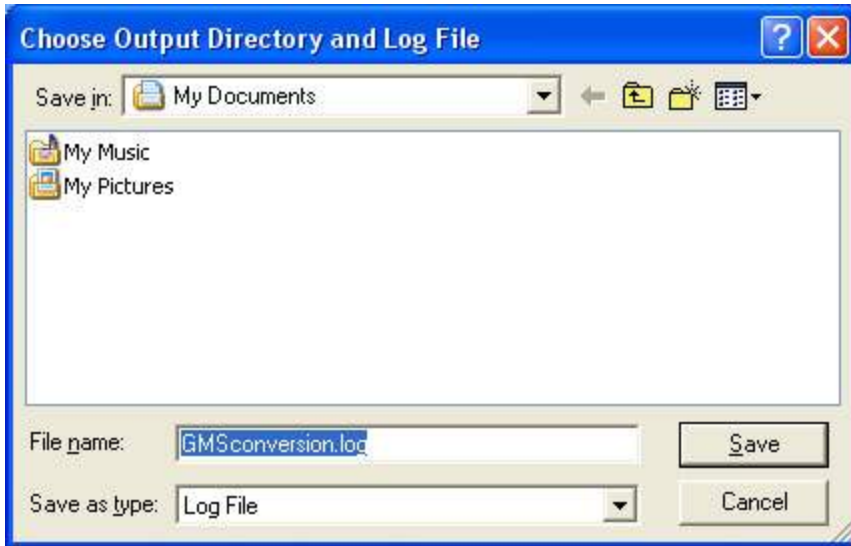 Choose Output Directory and Log File
Save in: My Documents
My Music
My Pictures
File name: GMSconversion.log Save
Save as type: Log File Cancel